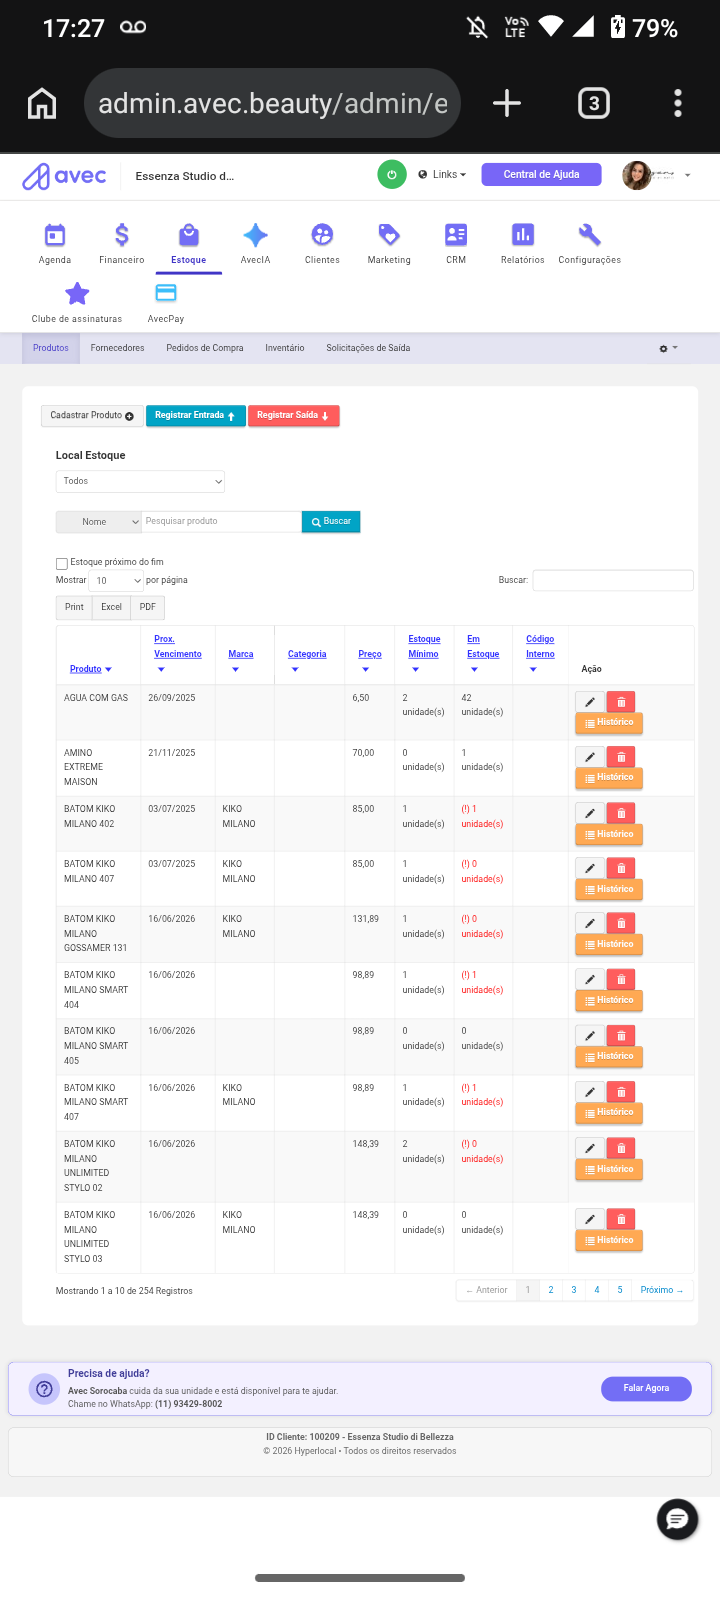 17:27
Vo LTE
79%
admin.avec.beauty/admin/e
3
avec
Essenza Studio d...
Links
Central de Ajuda
Agenda
Financeiro
Estoque
AvecIA
Clientes
Marketing
CRM
Relatórios
Configurações
Clube de assinaturas
AvecPay
Produtos
Fornecedores
Pedidos de Compra
Inventário
Solicitações de Saída
Cadastrar Produto
Registrar Entrada
Registrar Saída
Local Estoque
Todos
Nome
Pesquisar produto
Buscar
Estoque próximo do fim
Mostrar 10 por página
Buscar:
Print Excel PDF
Produto Prox. Vencimento Marca Categoria Preço Estoque Mínimo Em Estoque Código Interno Ação
AGUA COM GAS 26/09/2025 6,50 2 unidade(s) 42 unidade(s) Histórico
AMINO EXTREME MAISON 21/11/2025 70,00 0 unidade(s) 1 unidade(s) Histórico
BATOM KIKO MILANO 402 03/07/2025 KIKO MILANO 85,00 1 unidade(s) (!) 1 unidade(s) Histórico
BATOM KIKO MILANO 407 03/07/2025 KIKO MILANO 85,00 1 unidade(s) (!) 0 unidade(s) Histórico
BATOM KIKO MILANO GOSSAMER 131 16/06/2026 KIKO MILANO 131,89 1 unidade(s) (!) 0 unidade(s) Histórico
BATOM KIKO MILANO SMART 404 16/06/2026 98,89 1 unidade(s) (!) 1 unidade(s) Histórico
BATOM KIKO MILANO SMART 405 16/06/2026 98,89 0 unidade(s) 0 unidade(s) Histórico
BATOM KIKO MILANO SMART 407 16/06/2026 KIKO MILANO 98,89 1 unidade(s) (!) 1 unidade(s) Histórico
BATOM KIKO MILANO UNLIMITED STYLO 02 16/06/2026 148,39 2 unidade(s) (!) 0 unidade(s) Histórico
BATOM KIKO MILANO UNLIMITED STYLO 03 16/06/2026 KIKO MILANO 148,39 0 unidade(s) 0 unidade(s) Histórico
Mostrando 1 a 10 de 254 Registros
← Anterior 1 2 3 4 5 Próximo →
Precisa de ajuda?
Avec Sorocaba cuida da sua unidade e está disponível para te ajudar.
Chame no WhatsApp: (11) 93429-8002
Falar Agora
ID Cliente: 100209 - Essenza Studio di Bellezza
© 2026 Hyperlocal • Todos os direitos reservados